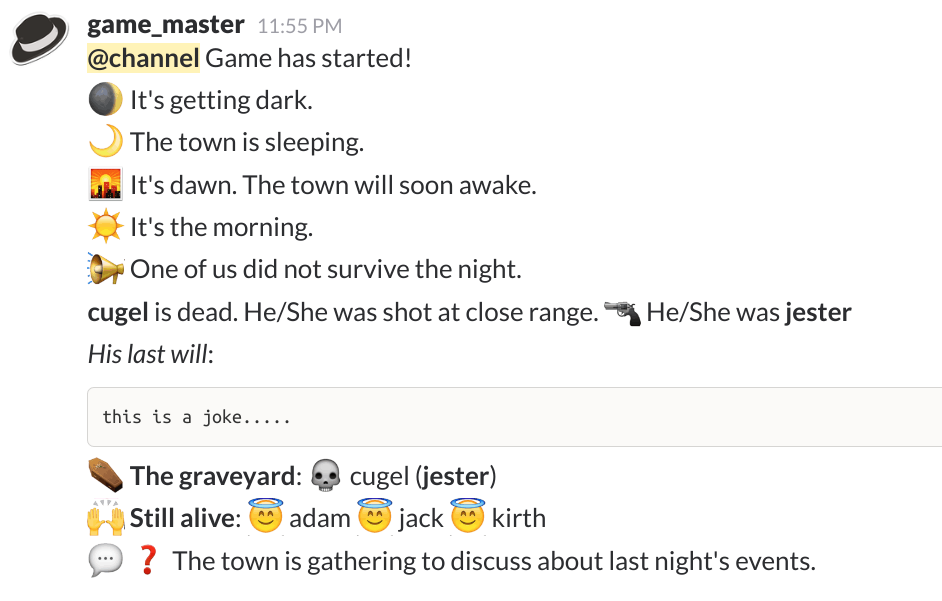 game_master 11:55 PM
@channel Game has started!
It's getting dark.
The town is sleeping.
It's dawn. The town will soon awake.
It's the morning.
One of us did not survive the night.
cugel is dead. He/She was shot at close range. He/She was jester
His last will:
this is a joke.....
The graveyard: cugel (jester)
Still alive: adam jack kirth
The town is gathering to discuss about last night's events.